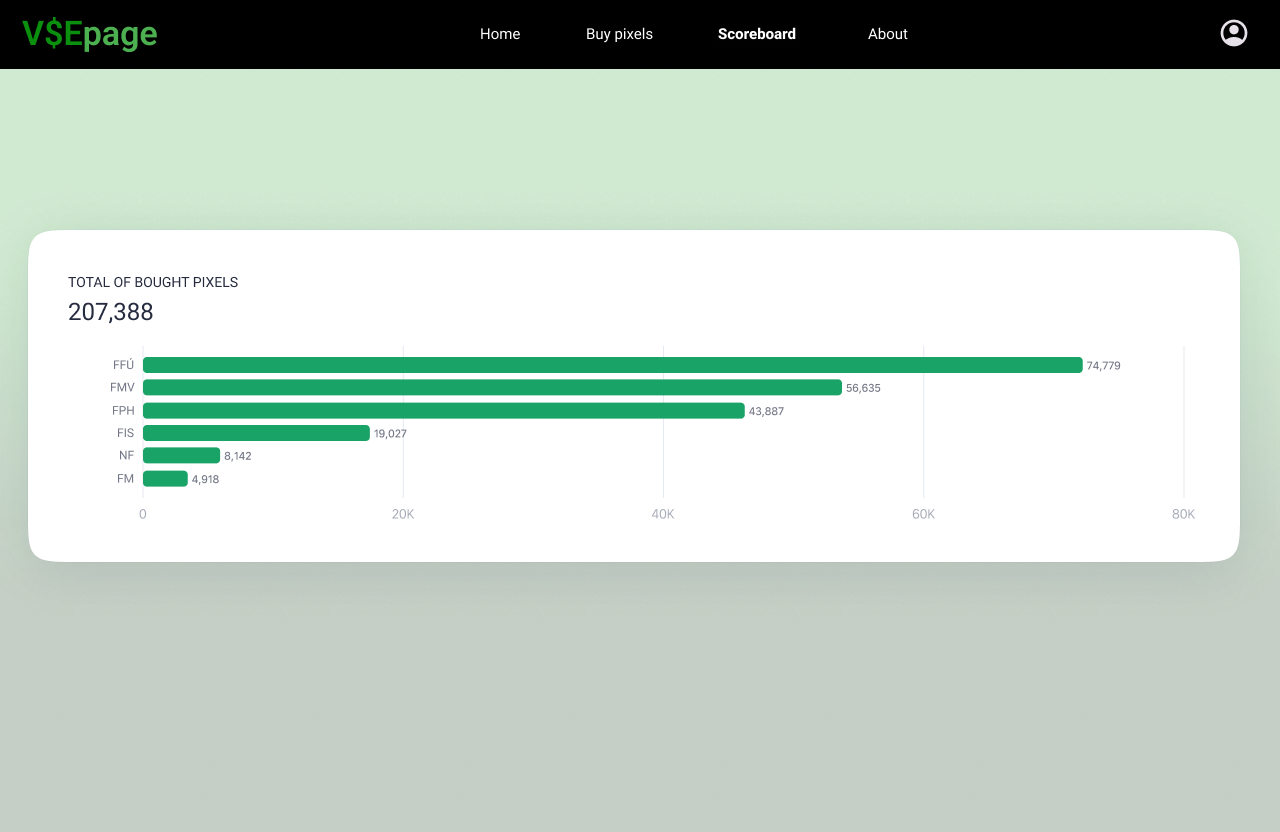 V$Epage
Home Buy pixels Scoreboard About
TOTAL OF BOUGHT PIXELS
207,388
FFÚ 74,779
FMV 56,635
FPH 43,887
FIS 19,027
NF 8,142
FM 4,918
0 20K 40K 60K 80K